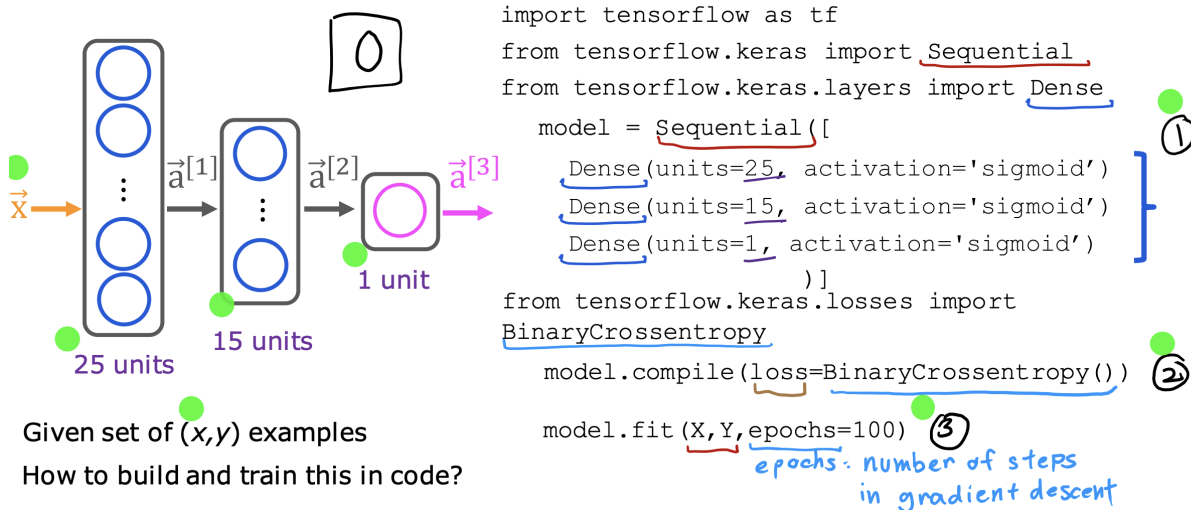 0
x⃗
a⃗[1]
a⃗[2]
a⃗[3]
25 units
15 units
1 unit
Given set of (x,y) examples
How to build and train this in code?
import tensorflow as tf
from tensorflow.keras import Sequential
from tensorflow.keras.layers import Dense
model = Sequential([
Dense(units=25, activation='sigmoid’)
Dense(units=15, activation='sigmoid’)
Dense(units=1, activation='sigmoid’)
)]
①
from tensorflow.keras.losses import
BinaryCrossentropy
model.compile(loss=BinaryCrossentropy()) ②
model.fit(X,Y,epochs=100) ③
epochs: number of steps
in gradient descent